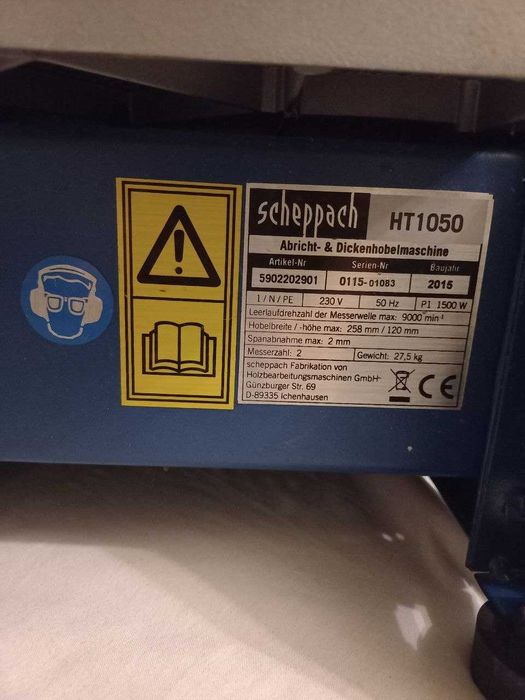 scheppach HT1050
Abricht- & Dickenhobelmaschine
Artikel-Nr Serien-Nr Baujahr
5902202901 0115-01083 2015
1 / N / PE 230 V 50 Hz P1 1500 W
Leerlaufdrehzahl der Messerwelle max: 9000 min-1
Hobelbreite / -höhe max: 258 mm / 120 mm
Spanabnahme max: 2 mm
Messerzahl: 2 Gewicht: 27,5 kg
scheppach Fabrikation von
Holzbearbeitungsmaschinen GmbH
Günzburger Str. 69
D-89335 Ichenhausen
CE